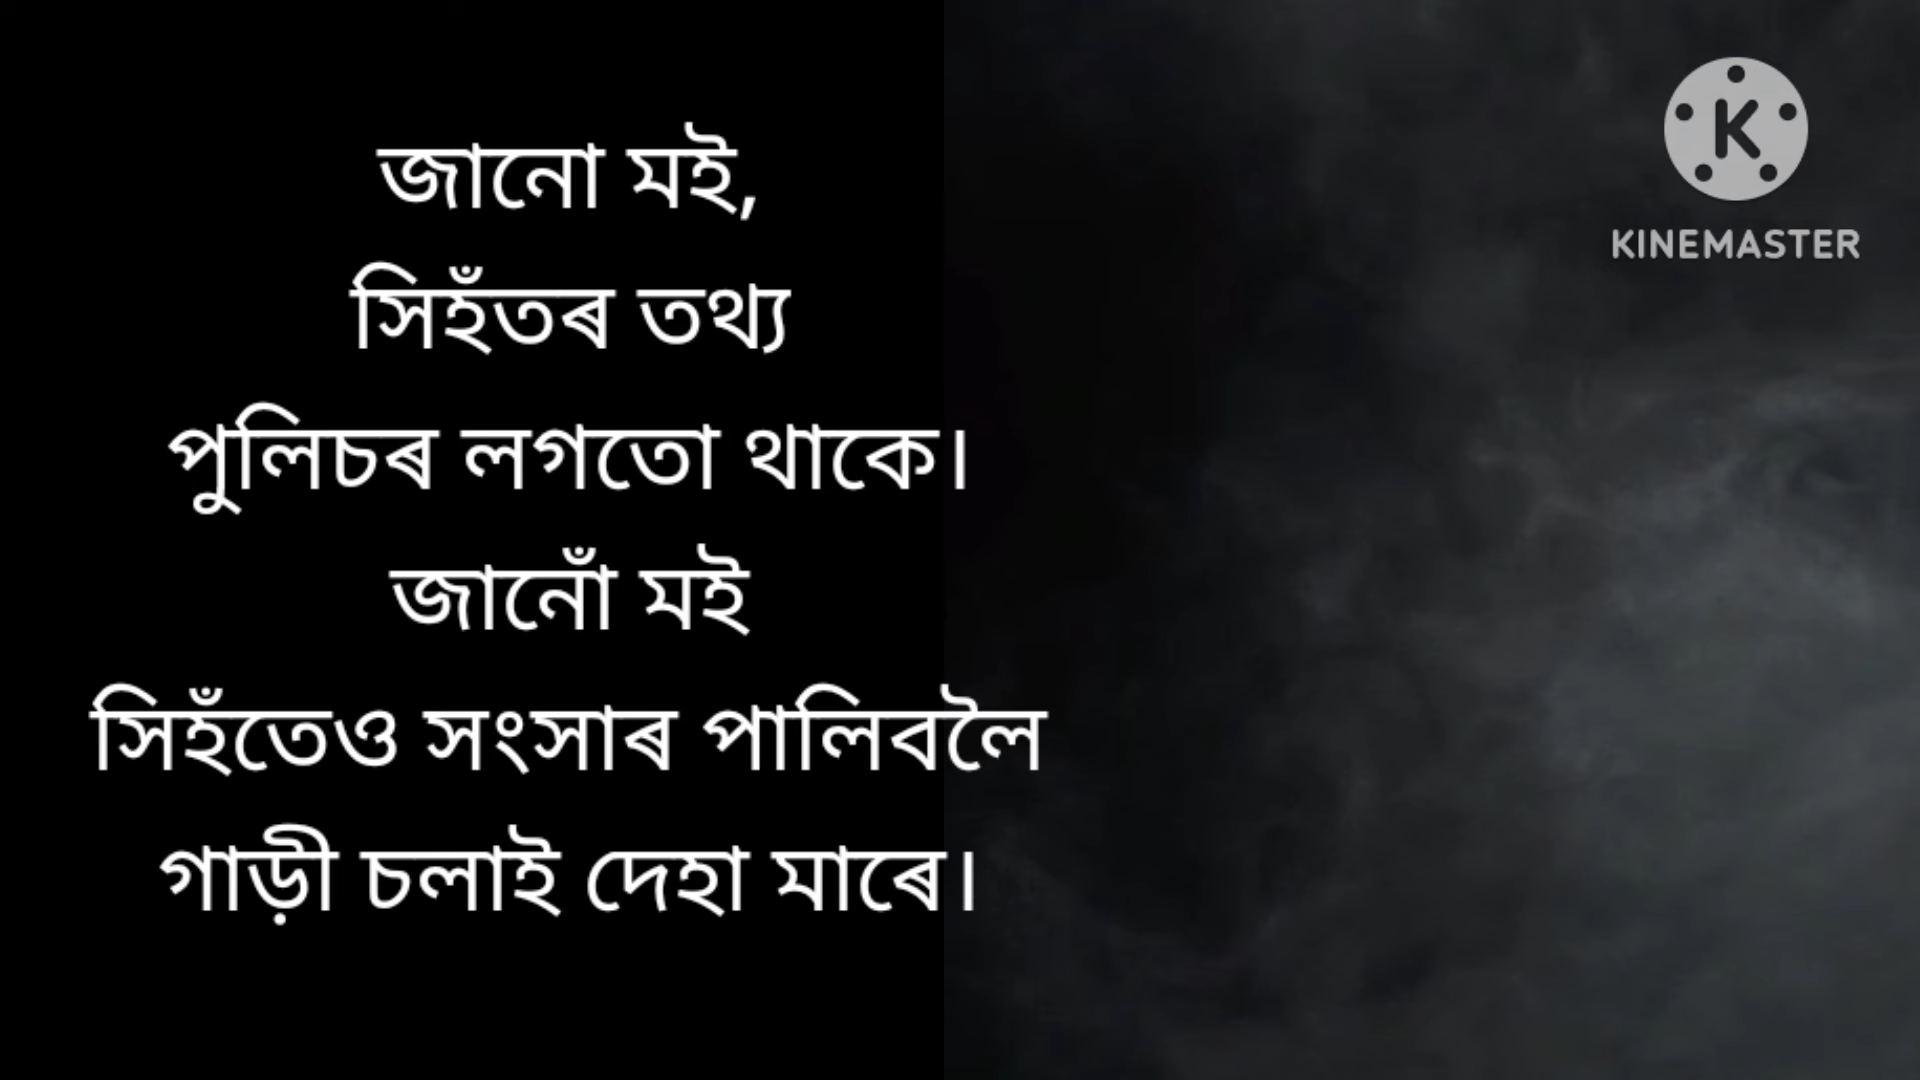 জানো মই,
সিহঁতৰ তথ্য
পুলিচৰ লগতো থাকে।
জানোঁ মই
সিহঁতেও সংসাৰ পালিবলৈ
গাড়ী চলাই দেহা মাৰে।
K
KINEMASTER